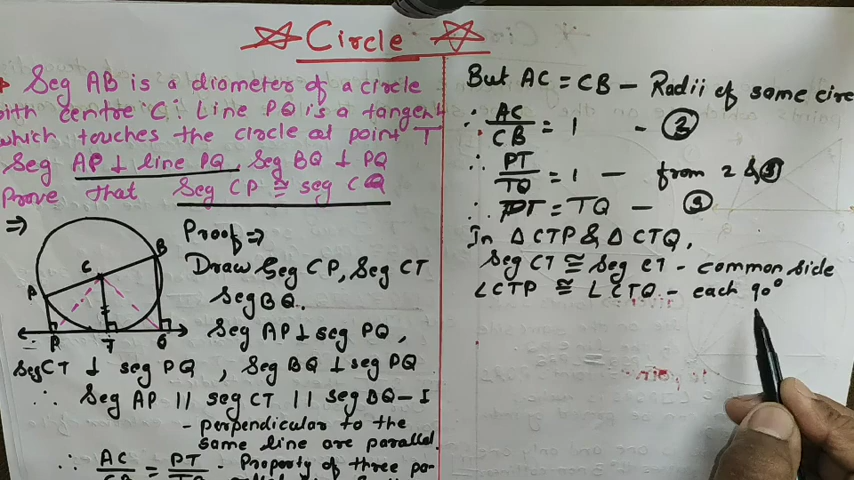 Circle
Seg AB is a diameter of a circle
with centre C. Line PQ is a tangent
which touches the circle at point T
Seg AP ⊥ line PQ, Seg BQ ⊥ PQ
Prove that Seg CP ≅ seg CQ
⇒ Proof ⇒
Draw Seg CP, Seg CT
Seg BQ.
Seg AP ⊥ seg PQ,
Seg CT ⊥ seg PQ, Seg BQ ⊥ seg PQ
∴ Seg AP || seg CT || seg BQ - I
- perpendicular to the
same line are parallel.
∴ AC/CB = PT/TQ - Property of three pa-
A
C
B
P
T
Q
But AC = CB - Radii of same circ
∴ AC/CB = 1 - ②
∴ PT/TQ = 1 - from 2 & ③
∴ PT = TQ - ③
In △CTP & △CTQ,
Seg CT ≅ Seg CT - common side
∠CTP ≅ ∠CTQ - each 90°